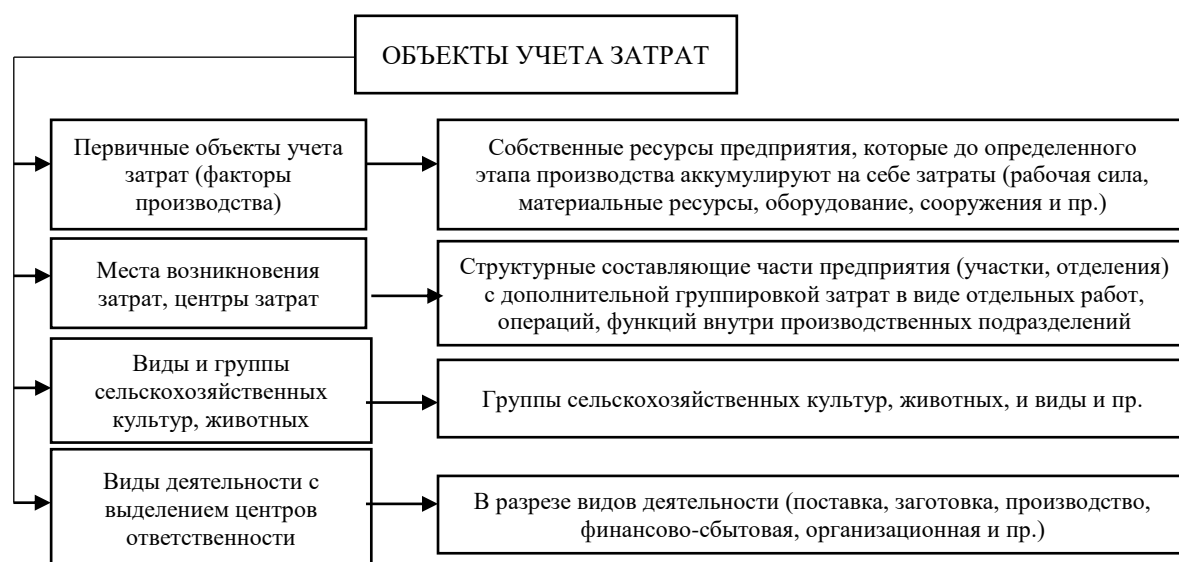 ОБЪЕКТЫ УЧЕТА ЗАТРАТ
Первичные объекты учета
затрат (факторы
производства)
Собственные ресурсы предприятия, которые до определенного
этапа производства аккумулируют на себе затраты (рабочая сила,
материальные ресурсы, оборудование, сооружения и пр.)
Места возникновения
затрат, центры затрат
Структурные составляющие части предприятия (участки, отделения)
с дополнительной группировкой затрат в виде отдельных работ,
операций, функций внутри производственных подразделений
Виды и группы
сельскохозяйственных
культур, животных
Группы сельскохозяйственных культур, животных, и виды и пр.
Виды деятельности с
выделением центров
ответственности
В разрезе видов деятельности (поставка, заготовка, производство,
финансово-сбытовая, организационная и пр.)